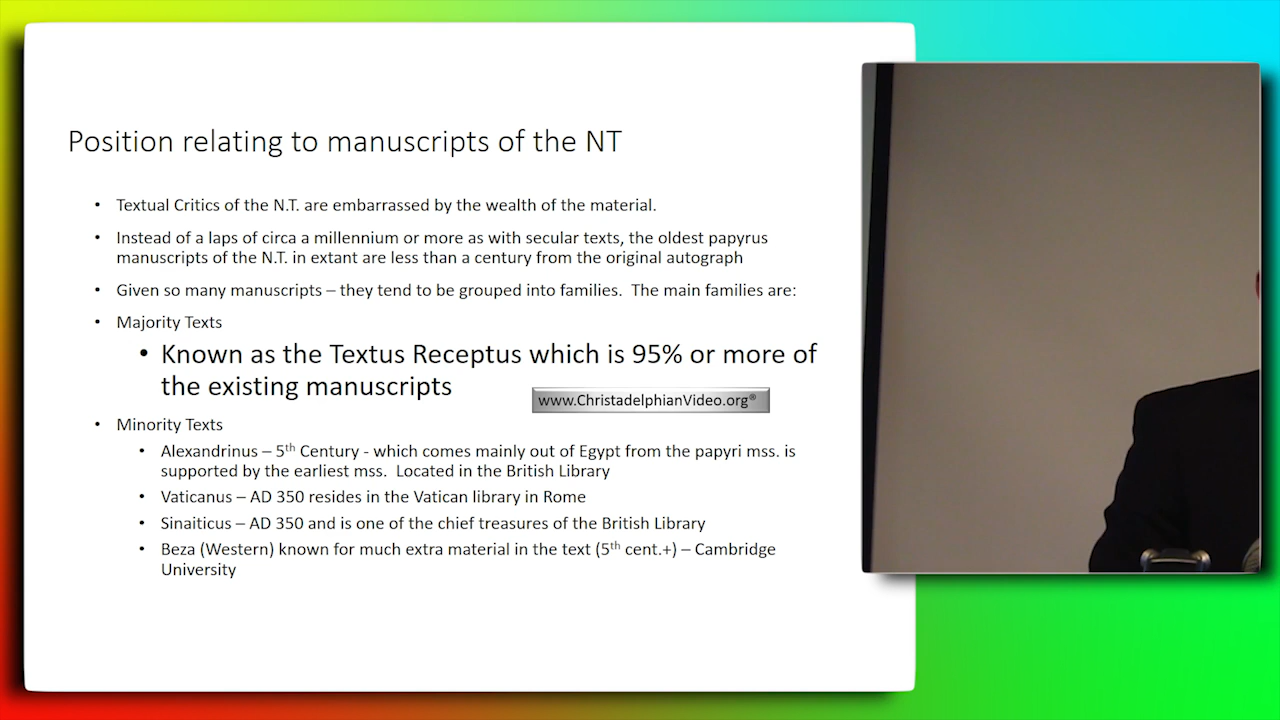 Position relating to manuscripts of the NT
• Textual Critics of the N.T. are embarrassed by the wealth of the material.
• Instead of a laps of circa a millennium or more as with secular texts, the oldest papyrus
manuscripts of the N.T. in extant are less than a century from the original autograph
• Given so many manuscripts – they tend to be grouped into families.  The main families are:
• Majority Texts
• Known as the Textus Receptus which is 95% or more of
the existing manuscripts
www.ChristadelphianVideo.org®
• Minority Texts
• Alexandrinus – 5th Century - which comes mainly out of Egypt from the papyri mss. is
supported by the earliest mss.  Located in the British Library
• Vaticanus – AD 350 resides in the Vatican library in Rome
• Sinaiticus – AD 350 and is one of the chief treasures of the British Library
• Beza (Western) known for much extra material in the text (5th cent.+) – Cambridge
University